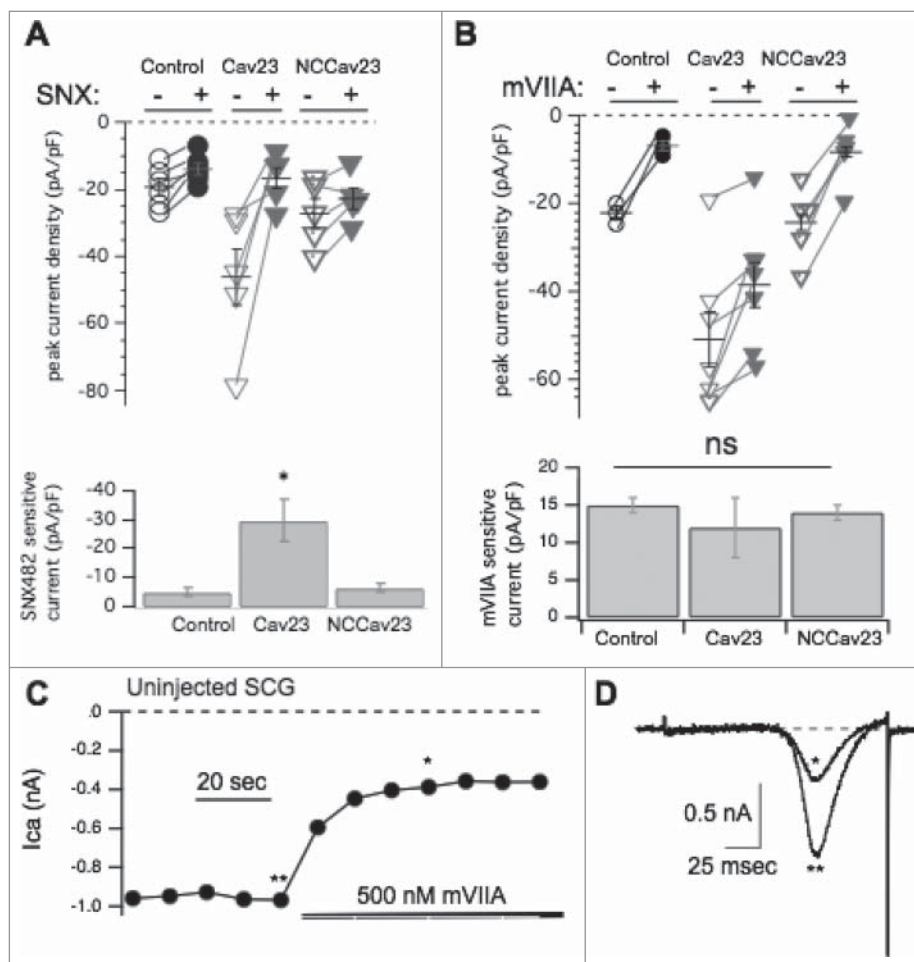 A
Control Cav23 NCCav23
SNX: - + - + - +
0
-20
-40
-60
-80
peak current density (pA/pF)
-40
-30
-20
-10
0
SNX482 sensitive
current (pA/pF)
*
Control Cav23 NCCav23
B
Control Cav23 NCCav23
mVIIA: - + - + - +
0
-20
-40
-60
peak current density (pA/pF)
ns
20
15
10
5
0
mVIIA sensitive
current (pA/pF)
Control Cav23 NCCav23
C
Uninjected SCG
.0
-0.2
-0.4
-0.6
-0.8
-1.0
Ica (nA)
20 sec
*
**
500 nM mVIIA
D
*
0.5 nA
25 msec
**